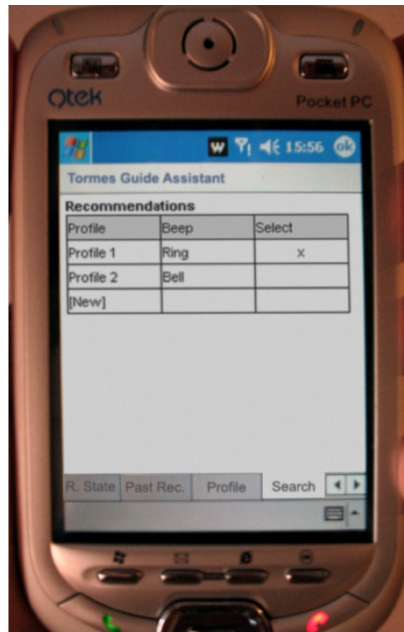 Qtek
Pocket PC
W 15:56 ok
Tormes Guide Assistant
Recommendations
Profile Beep Select
Profile 1 Ring x
Profile 2 Bell
[New]
R. State Past Rec. Profile Search